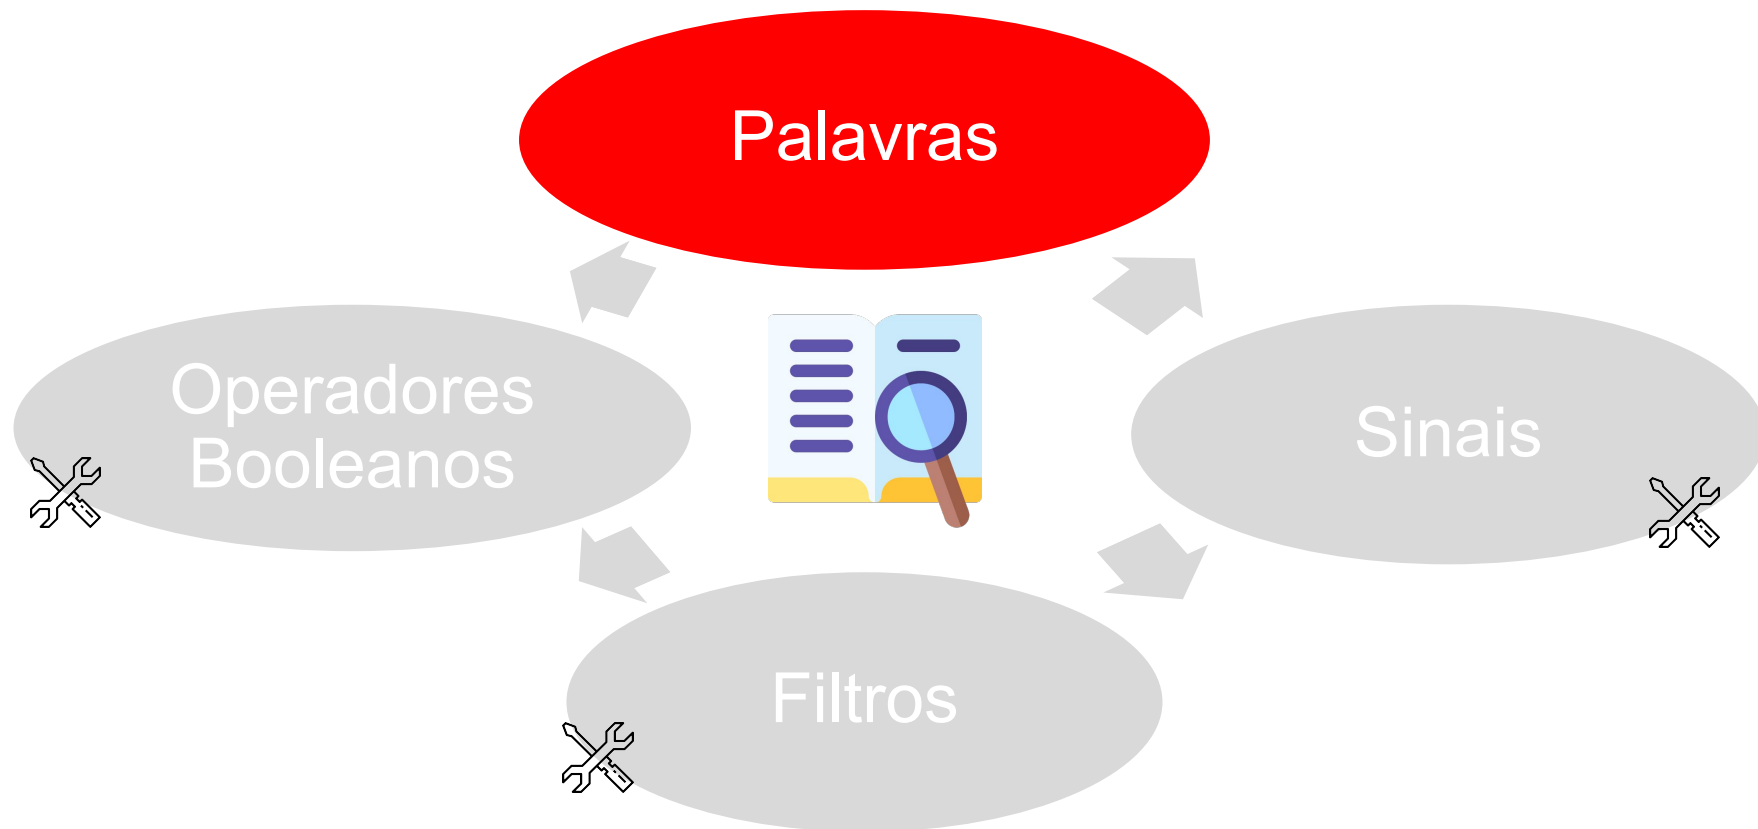 Palavras
Operadores
Booleanos
Sinais
Filtros